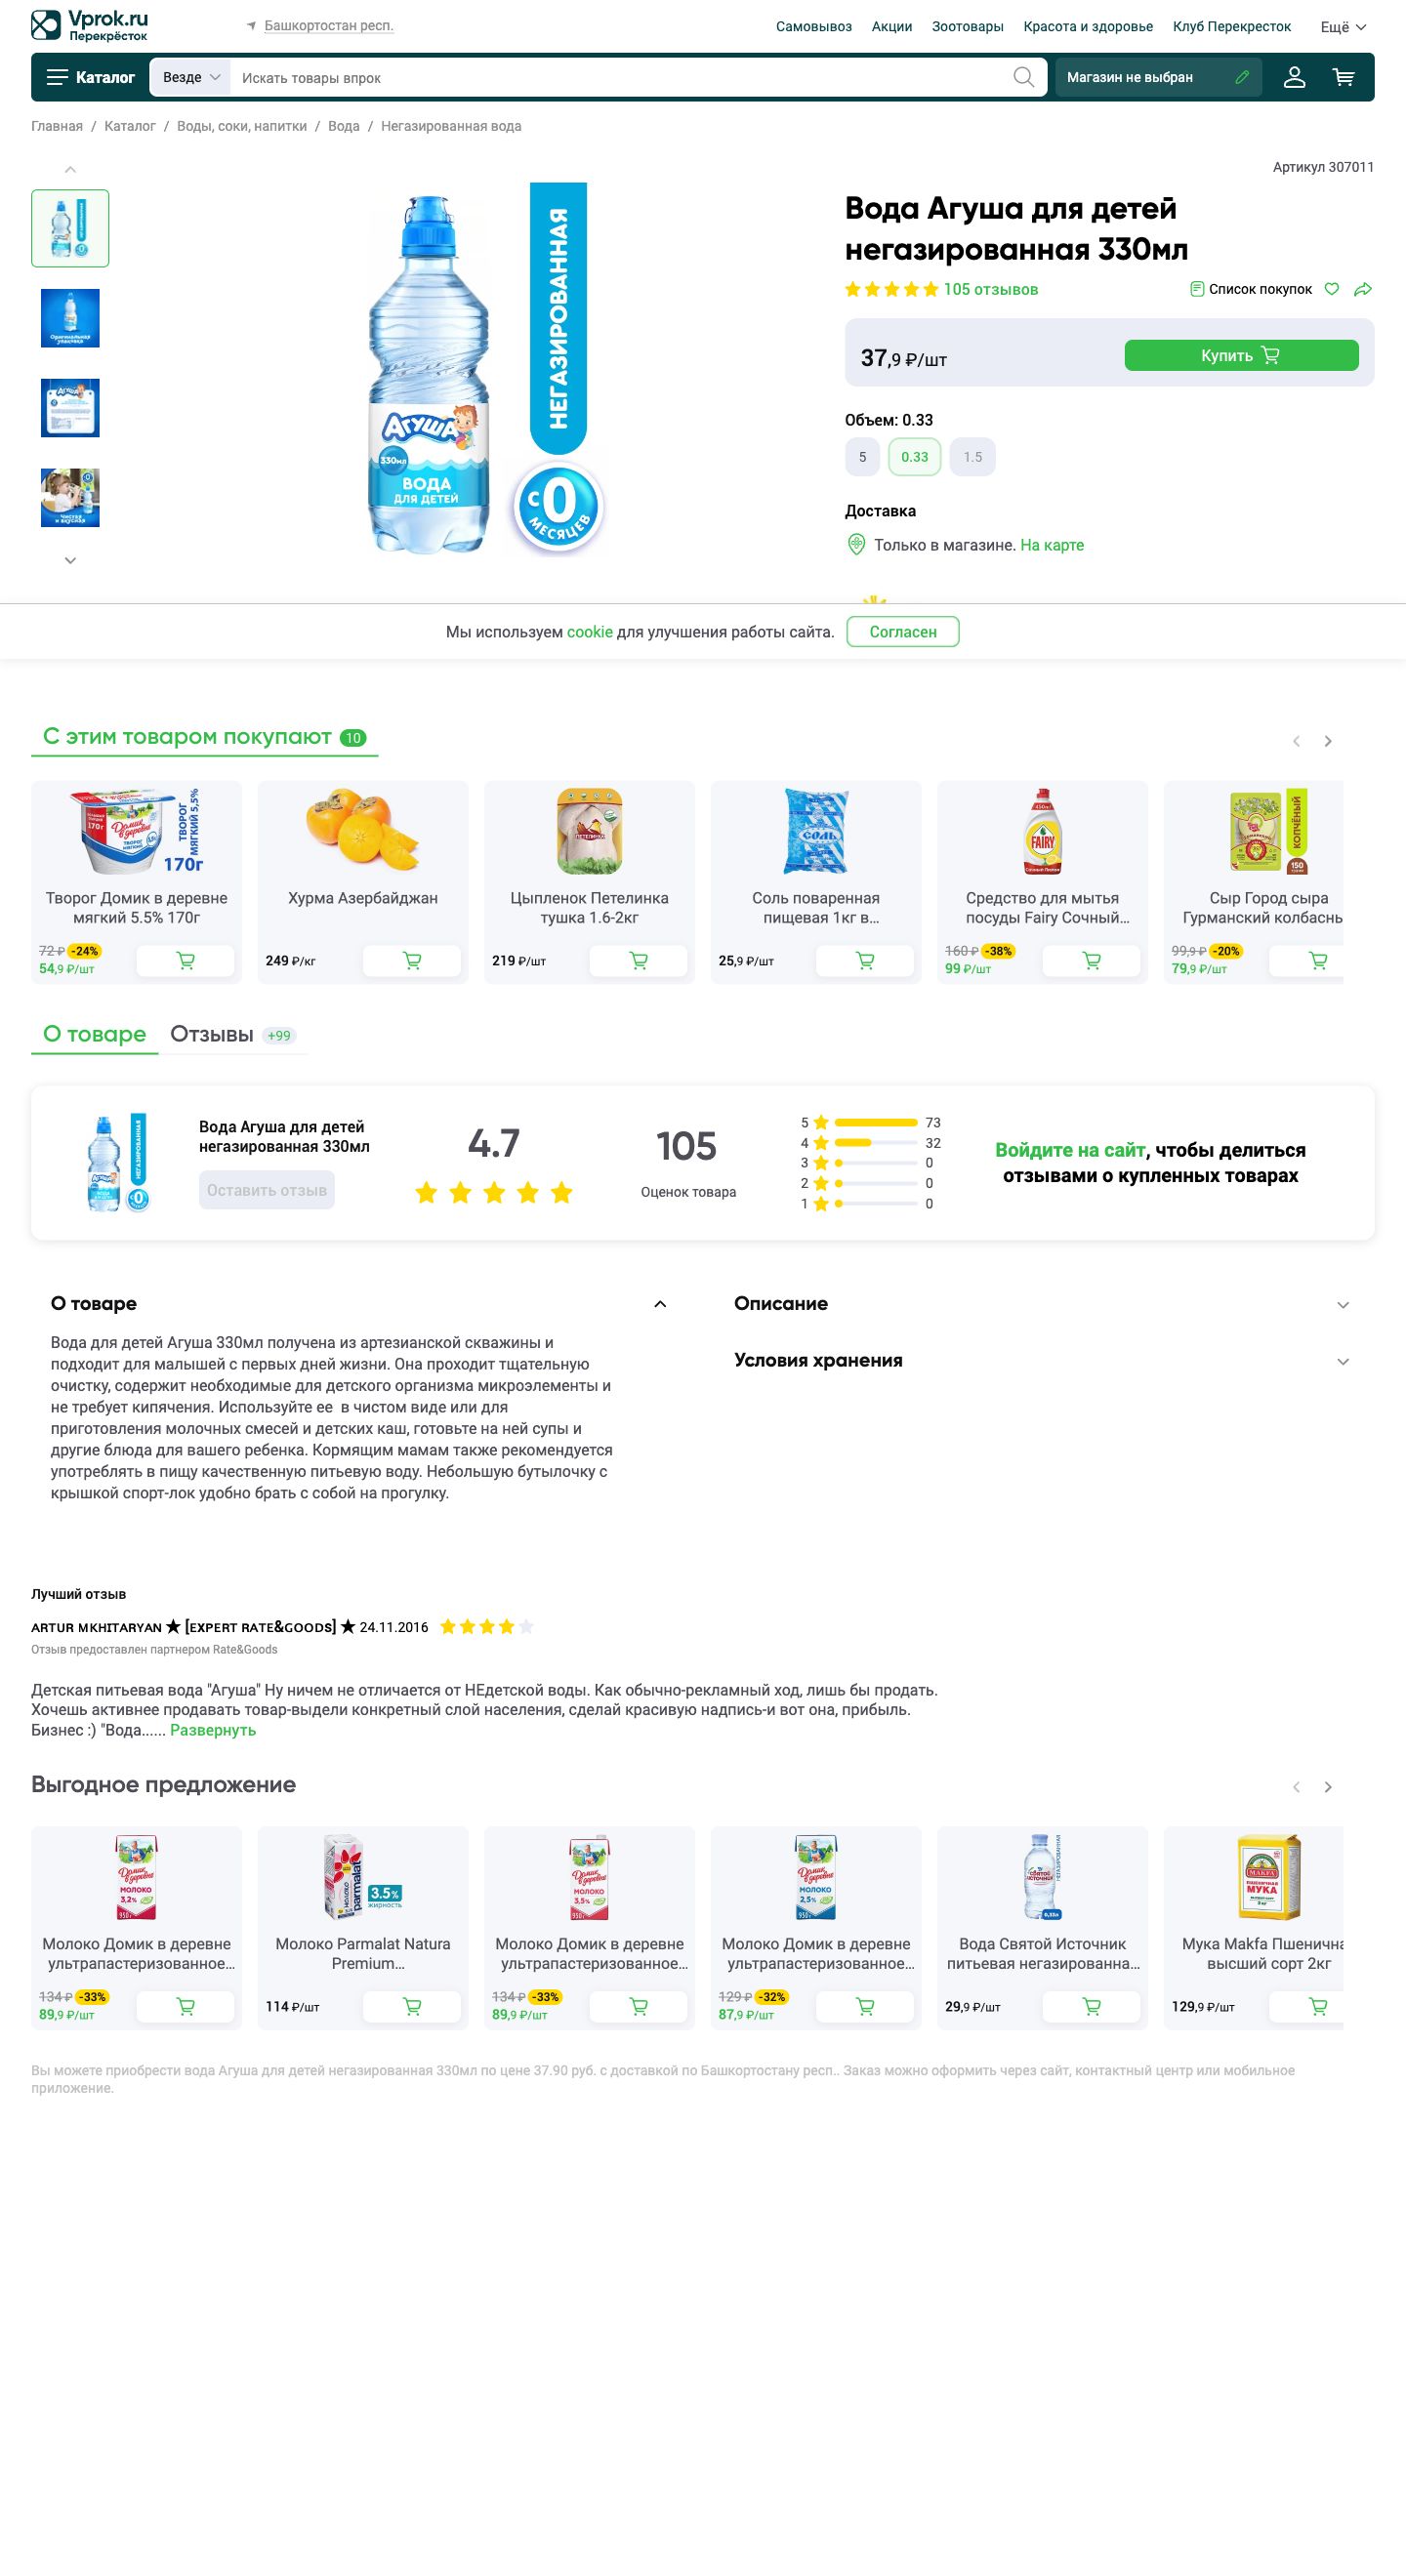 Vprok.ru
Перекрёсток
Башкортостан респ.
Самовывоз Акции Зоотовары Красота и здоровье Клуб Перекресток Ещё
Каталог Везде Искать товары впрок Магазин не выбран
Главная / Каталог / Воды, соки, напитки / Вода / Негазированная вода
Артикул 307011
НЕГАЗИРОВАННАЯ
Агуша
330мл
ВОДА
ДЛЯ ДЕТЕЙ
с 0
МЕСЯЦЕВ
Вода Агуша для детей
негазированная 330мл
105 отзывов Список покупок
37,9 ₽/шт Купить
Объем: 0.33
5 0.33 1.5
Доставка
Только в магазине. На карте
Мы используем cookie для улучшения работы сайта. Согласен
С этим товаром покупают 10
Творог Домик в деревне
мягкий 5.5% 170г
72 ₽ -24%
54,9 ₽/шт
Хурма Азербайджан
249 ₽/кг
Цыпленок Петелинка
тушка 1.6-2кг
219 ₽/шт
Соль поваренная
пищевая 1кг в...
25,9 ₽/шт
Средство для мытья
посуды Fairy Сочный...
160 ₽ -38%
99 ₽/шт
Сыр Город сыра
Гурманский колбасны
99,9 ₽ -20%
79,9 ₽/шт
О товаре Отзывы +99
Вода Агуша для детей
негазированная 330мл
Оставить отзыв
4.7
105
Оценок товара
5 73
4 32
3 0
2 0
1 0
Войдите на сайт, чтобы делиться
отзывами о купленных товарах
О товаре
Вода для детей Агуша 330мл получена из артезианской скважины и
подходит для малышей с первых дней жизни. Она проходит тщательную
очистку, содержит необходимые для детского организма микроэлементы и
не требует кипячения. Используйте ее в чистом виде или для
приготовления молочных смесей и детских каш, готовьте на ней супы и
другие блюда для вашего ребенка. Кормящим мамам также рекомендуется
употреблять в пищу качественную питьевую воду. Небольшую бутылочку с
крышкой спорт-лок удобно брать с собой на прогулку.
Описание
Условия хранения
Лучший отзыв
ᴀʀᴛᴜʀ ᴍᴋʜɪᴛᴀʀʏᴀɴ ★ [ᴇxᴘᴇʀᴛ ʀᴀᴛᴇ&ɢᴏᴏᴅs] ★ 24.11.2016
Отзыв предоставлен партнером Rate&Goods
Детская питьевая вода "Агуша" Ну ничем не отличается от НЕдетской воды. Как обычно-рекламный ход, лишь бы продать.
Хочешь активнее продавать товар-выдели конкретный слой населения, сделай красивую надпись-и вот она, прибыль.
Бизнес :) "Вода...... Развернуть
Выгодное предложение
Молоко Домик в деревне
ультрапастеризованное...
134 ₽ -33%
89,9 ₽/шт
Молоко Parmalat Natura
Premium...
114 ₽/шт
Молоко Домик в деревне
ультрапастеризованное...
134 ₽ -33%
89,9 ₽/шт
Молоко Домик в деревне
ультрапастеризованное...
129 ₽ -32%
87,9 ₽/шт
Вода Святой Источник
питьевая негазированна...
29,9 ₽/шт
Мука Makfa Пшенична
высший сорт 2кг
129,9 ₽/шт
Вы можете приобрести вода Агуша для детей негазированная 330мл по цене 37.90 руб. с доставкой по Башкортостану респ.. Заказ можно оформить через сайт, контактный центр или мобильное
приложение.